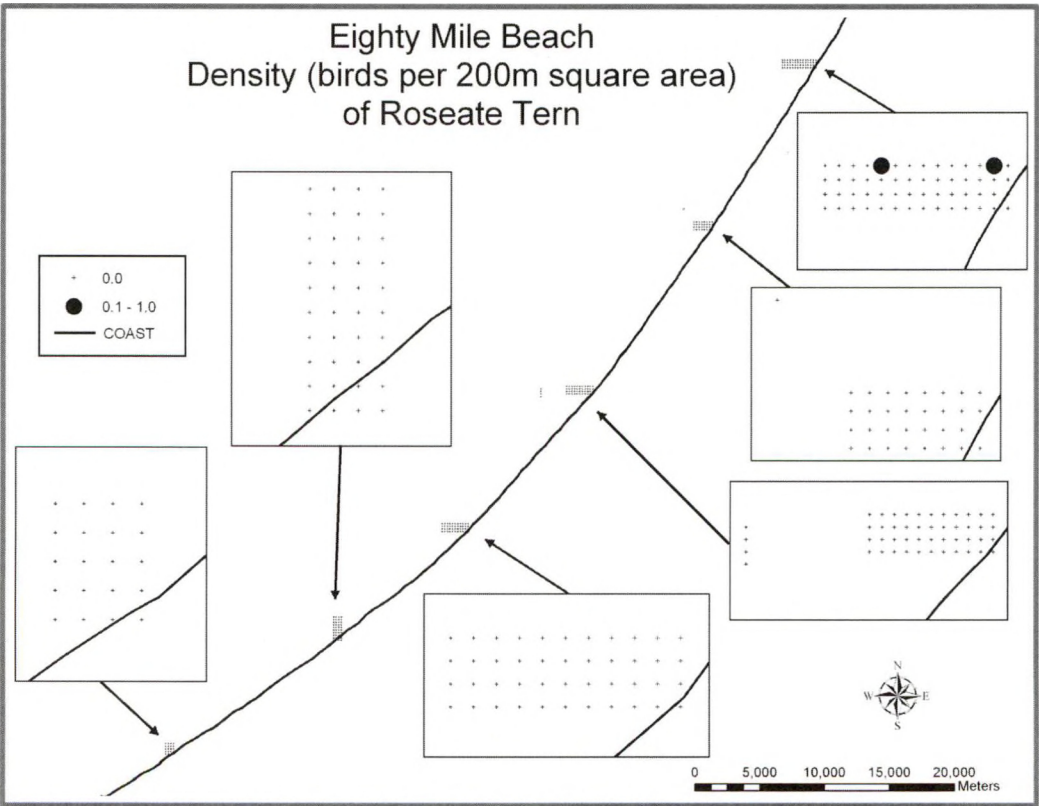 Eighty Mile Beach
Density (birds per 200m square area)
of Roseate Tern
0.0
0.1 - 1.0
COAST
N
W E
S
0 5,000 10,000 15,000 20,000
Meters